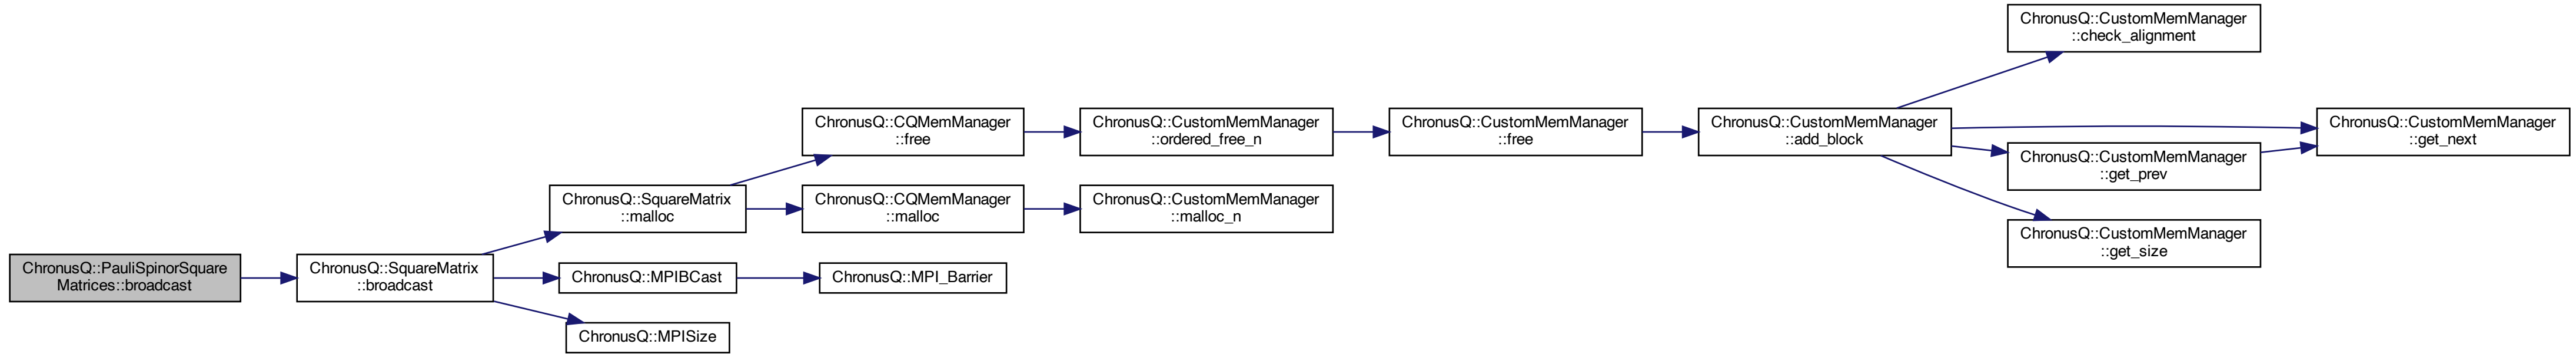 ChronusQ::PauliSpinorSquare
Matrices::broadcast
ChronusQ::SquareMatrix
::broadcast
ChronusQ::SquareMatrix
::malloc
ChronusQ::MPIBCast
ChronusQ::MPISize
ChronusQ::CQMemManager
::free
ChronusQ::CQMemManager
::malloc
ChronusQ::MPI_Barrier
ChronusQ::CustomMemManager
::ordered_free_n
ChronusQ::CustomMemManager
::malloc_n
ChronusQ::CustomMemManager
::free
ChronusQ::CustomMemManager
::add_block
ChronusQ::CustomMemManager
::check_alignment
ChronusQ::CustomMemManager
::get_prev
ChronusQ::CustomMemManager
::get_size
ChronusQ::CustomMemManager
::get_next